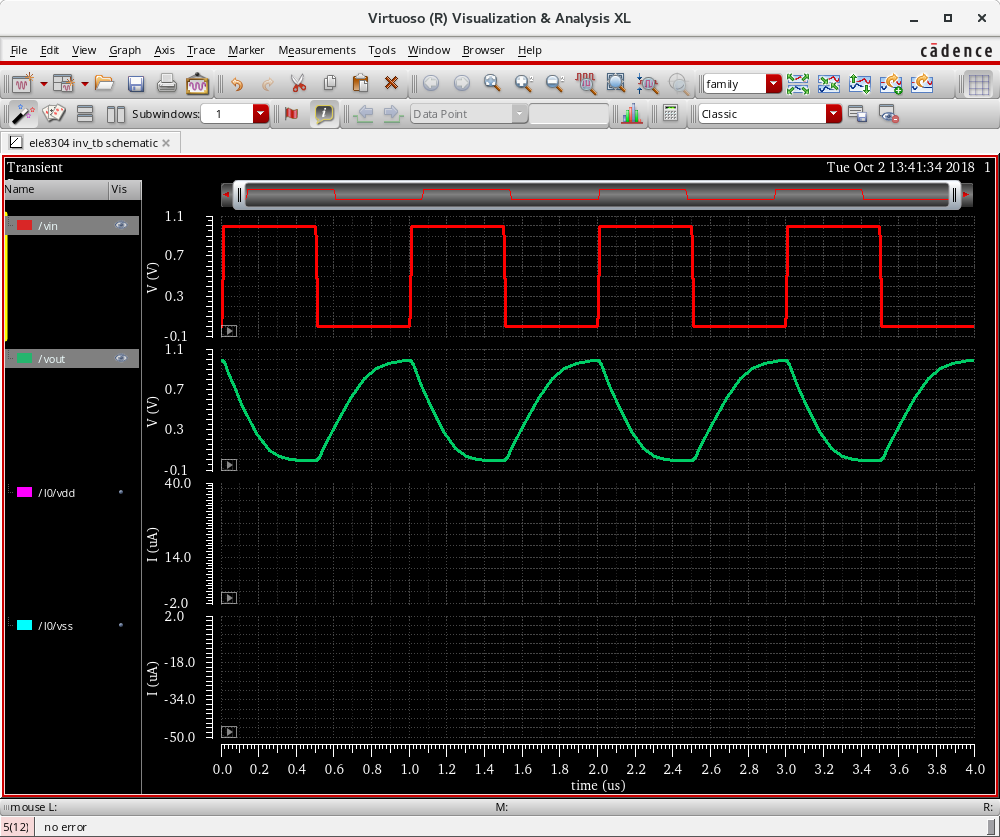 Virtuoso (R) Visualization & Analysis XL
File Edit View Graph Axis Trace Marker Measurements Tools Window Browser Help
cādence
family
Subwindows: 1
Data Point
Classic
ele8304 inv_tb schematic
Transient
Tue Oct 2 13:41:34 2018 1
Name Vis
/vin
1.1
0.7
0.3
-0.1
V (V)
/vout
1.1
0.7
0.3
-0.1
V (V)
/I0/vdd
40.0
14.0
-2.0
I (uA)
/I0/vss
2.0
-18.0
-34.0
-50.0
I (uA)
0.0 0.2 0.4 0.6 0.8 1.0 1.2 1.4 1.6 1.8 2.0 2.2 2.4 2.6 2.8 3.0 3.2 3.4 3.6 3.8 4.0
time (us)
mouse L: M: R:
5(12) no error